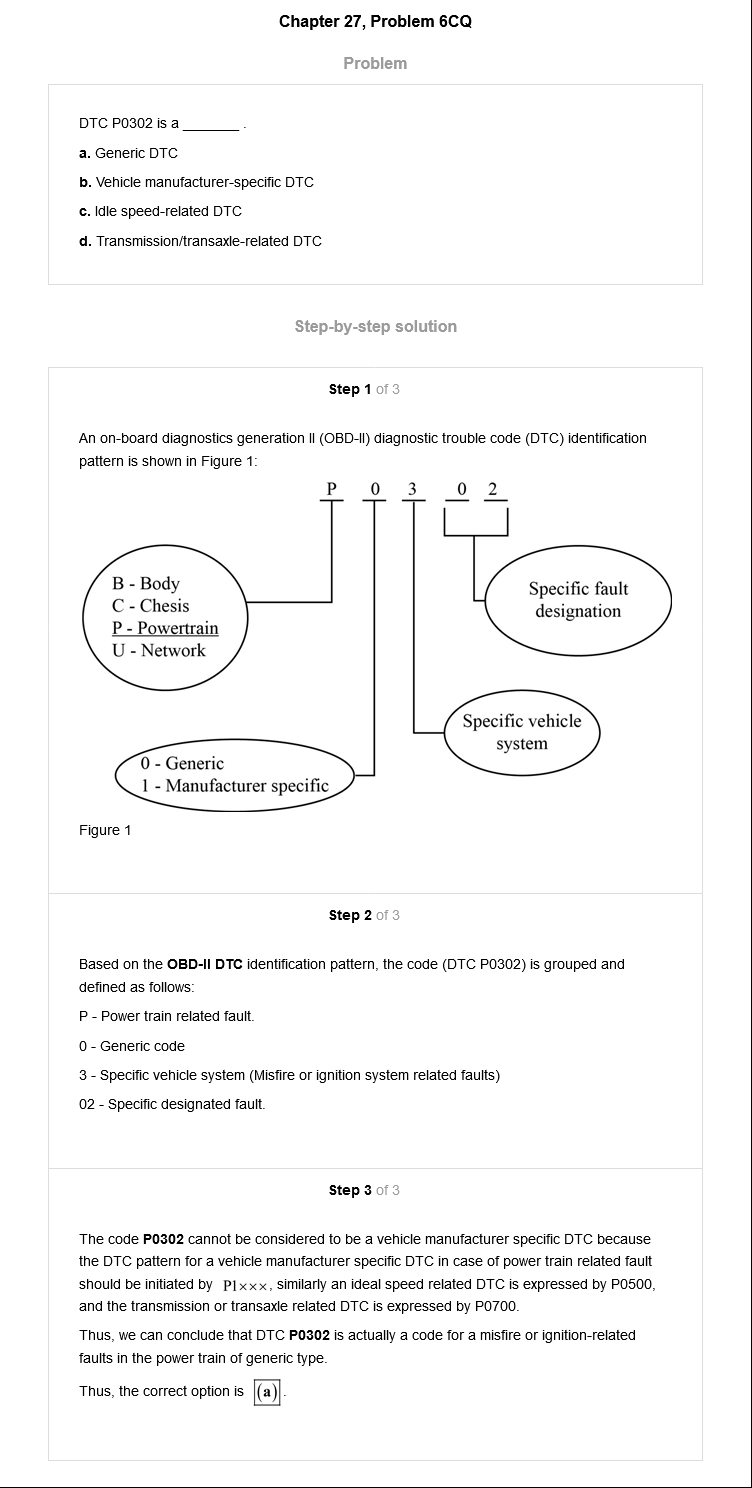 Chapter 27, Problem 6CQ
Problem
DTC P0302 is a _______ .
a. Generic DTC
b. Vehicle manufacturer-specific DTC
c. Idle speed-related DTC
d. Transmission/transaxle-related DTC
Step-by-step solution
Step 1 of 3
An on-board diagnostics generation II (OBD-II) diagnostic trouble code (DTC) identification
pattern is shown in Figure 1:
P 0 3 0 2
B - Body
C - Chesis
P - Powertrain
U - Network
Specific fault
designation
Specific vehicle
system
0 - Generic
1 - Manufacturer specific
Figure 1
Step 2 of 3
Based on the OBD-II DTC identification pattern, the code (DTC P0302) is grouped and
defined as follows:
P - Power train related fault.
0 - Generic code
3 - Specific vehicle system (Misfire or ignition system related faults)
02 - Specific designated fault.
Step 3 of 3
The code P0302 cannot be considered to be a vehicle manufacturer specific DTC because
the DTC pattern for a vehicle manufacturer specific DTC in case of power train related fault
should be initiated by P1×××, similarly an ideal speed related DTC is expressed by P0500,
and the transmission or transaxle related DTC is expressed by P0700.
Thus, we can conclude that DTC P0302 is actually a code for a misfire or ignition-related
faults in the power train of generic type.
Thus, the correct option is (a).